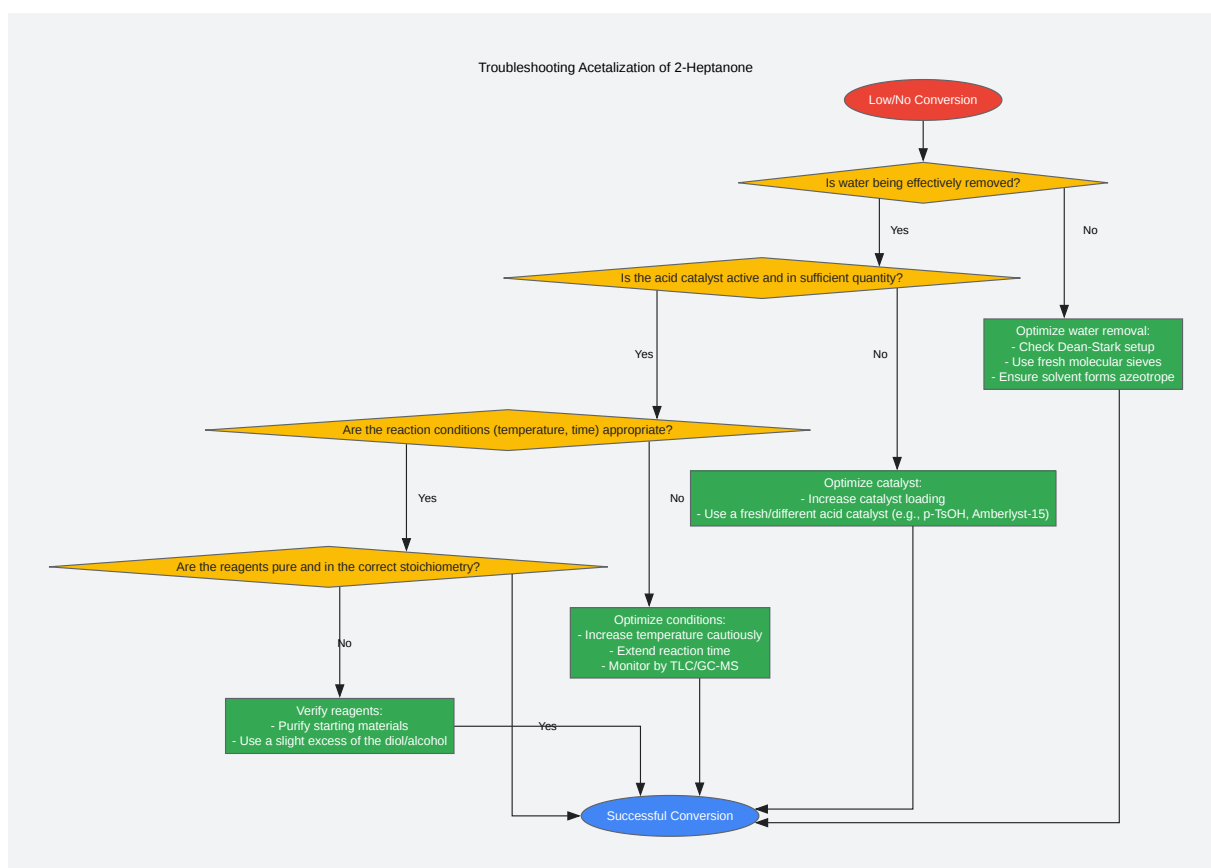 Troubleshooting Acetalization of 2-Heptanone
Low/No Conversion
Is water being effectively removed?
Yes
No
Is the acid catalyst active and in sufficient quantity?
Optimize water removal:
- Check Dean-Stark setup
- Use fresh molecular sieves
- Ensure solvent forms azeotrope
Yes
No
Are the reaction conditions (temperature, time) appropriate?
Optimize catalyst:
- Increase catalyst loading
- Use a fresh/different acid catalyst (e.g., p-TsOH, Amberlyst-15)
Yes
No
Are the reagents pure and in the correct stoichiometry?
Optimize conditions:
- Increase temperature cautiously
- Extend reaction time
- Monitor by TLC/GC-MS
No
Verify reagents:
- Purify starting materials
- Use a slight excess of the diol/alcohol
Yes
Successful Conversion